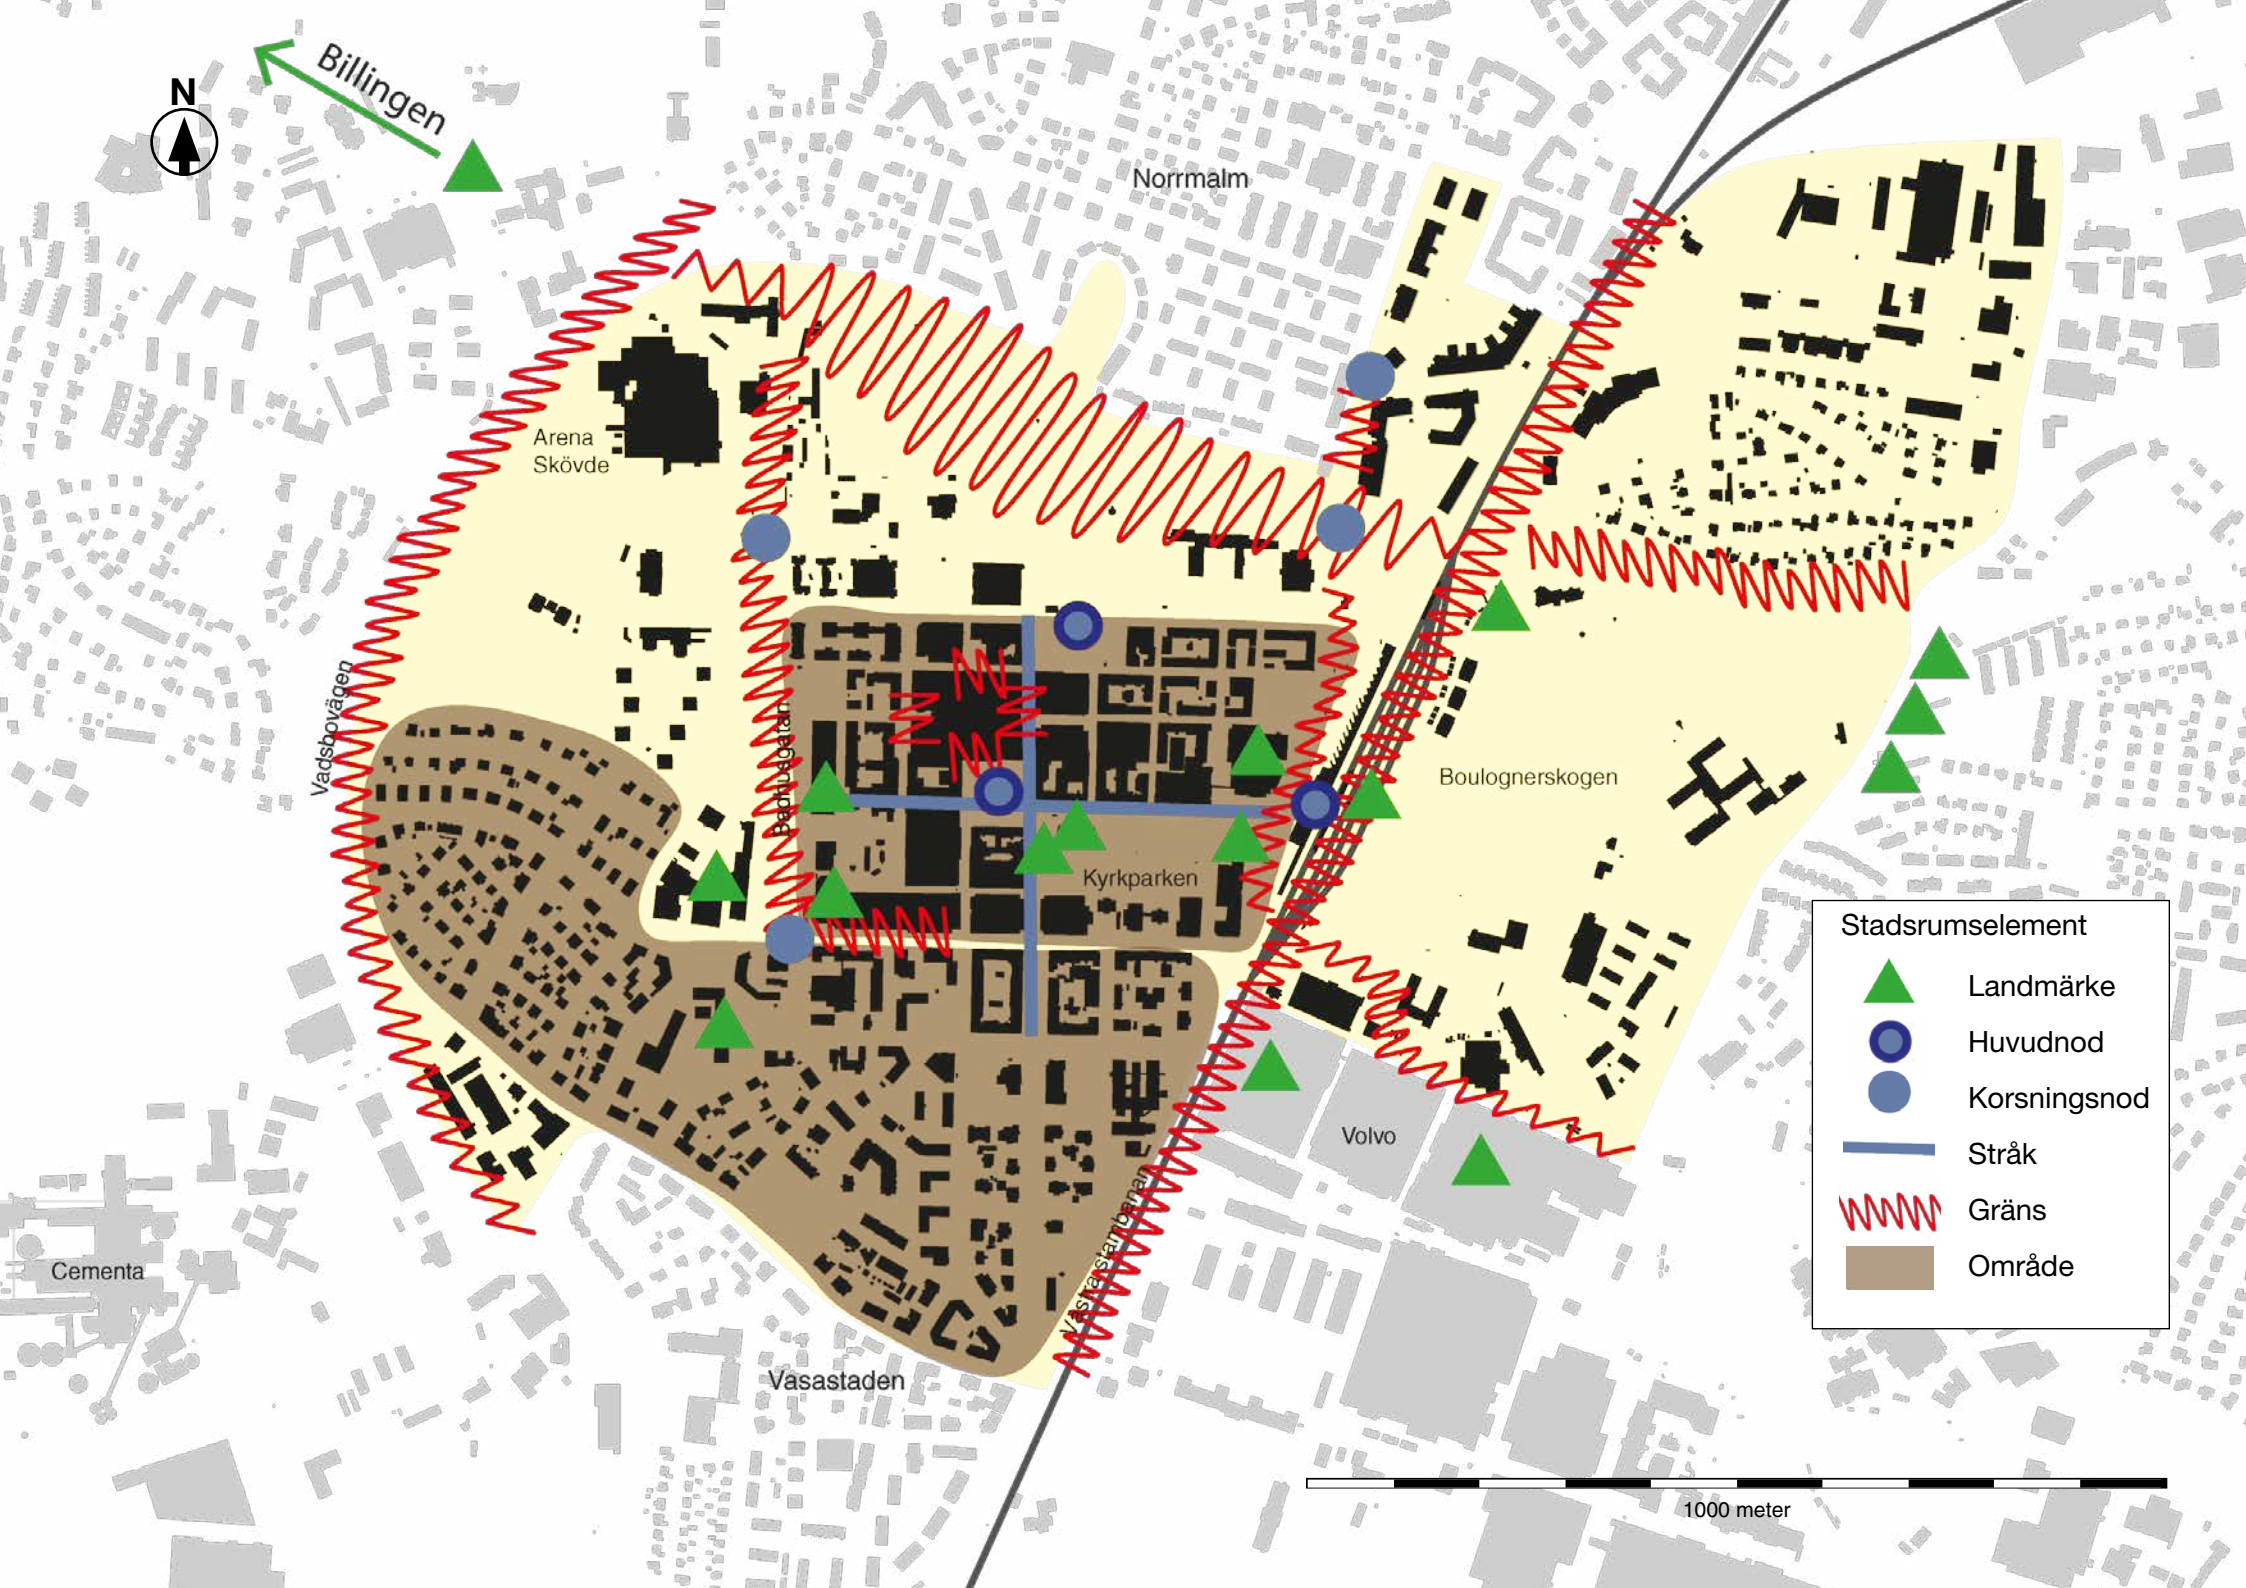 Billingen
N
Norrmalm
Arena
Skövde
Vadsbovägen
Badhusgatan
Boulognerskogen
Kyrkparken
Stadsrumselement
Landmärke
Huvudnod
Korsningsnod
Stråk
Gräns
Område
Volvo
Västra stambanan
Cementa
Vasastaden
1000 meter